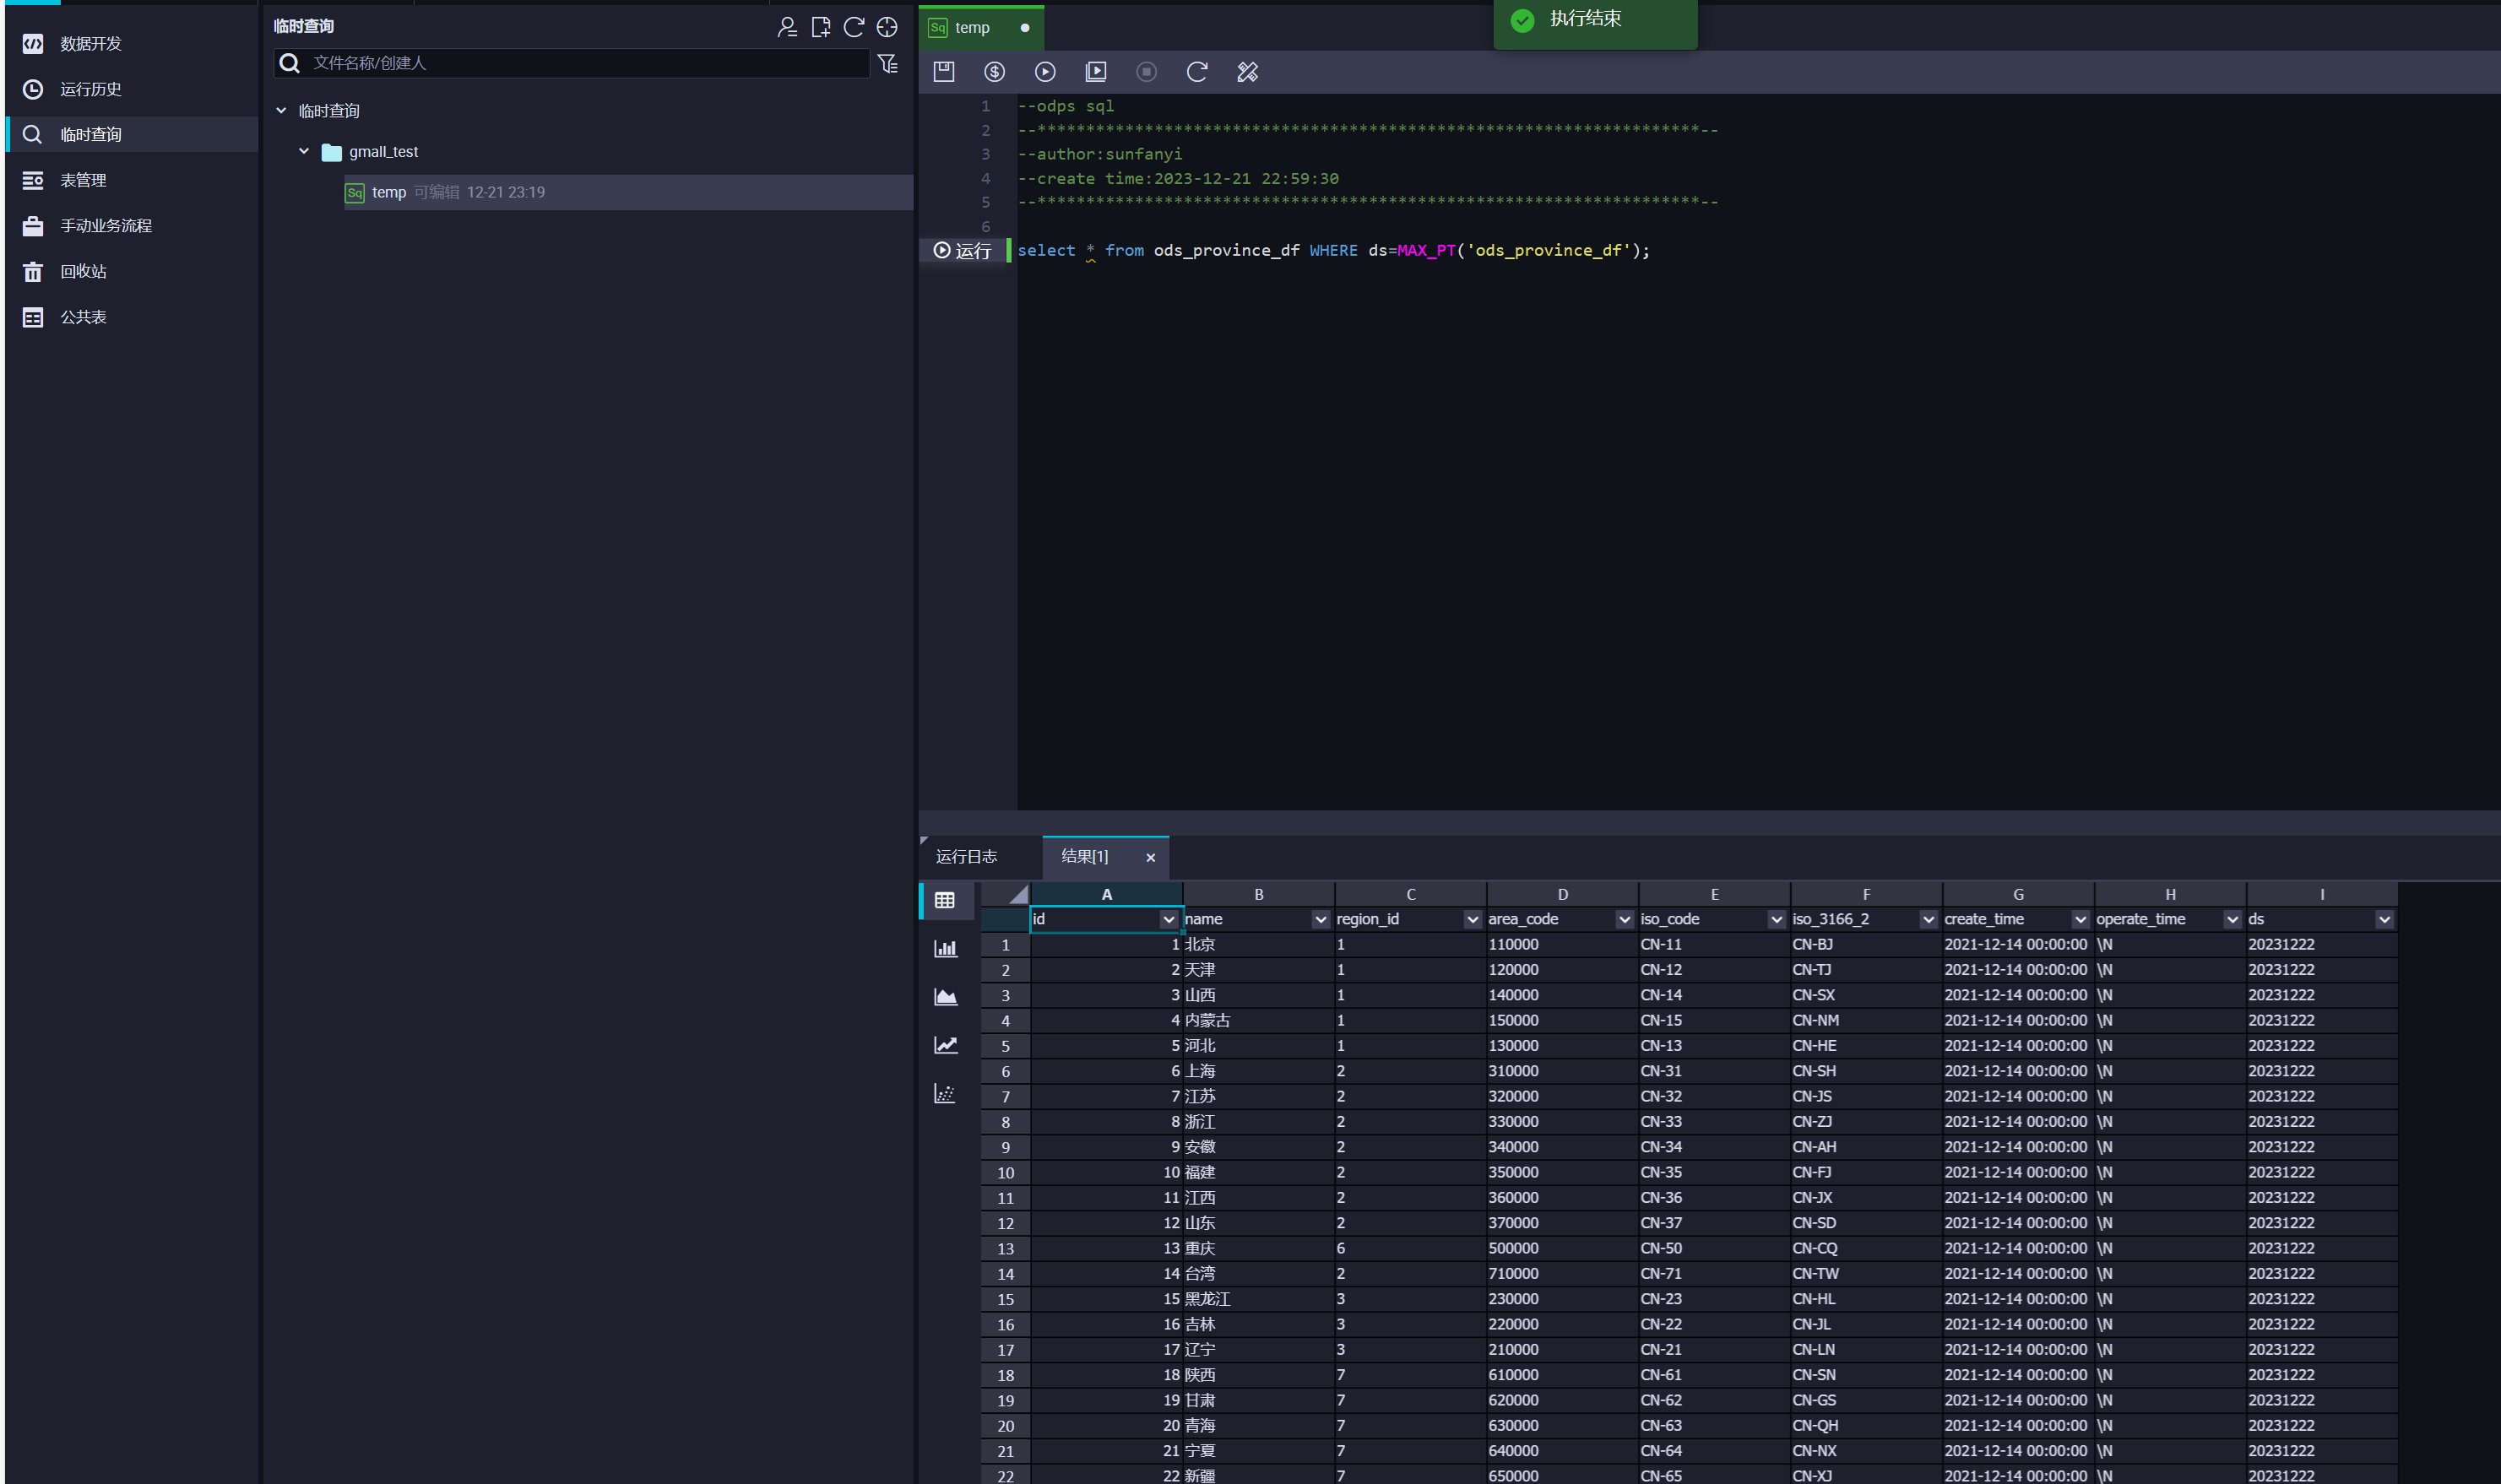 数据开发
运行历史
临时查询
表管理
手动业务流程
回收站
公共表
临时查询
文件名称/创建人
临时查询
gmall_test
Sq temp 可编辑 12-21 23:19
Sq temp
执行结束
1 --odps sql
2 --********************************************************************--
3 --author:sunfanyi
4 --create time:2023-12-21 22:59:30
5 --********************************************************************--
6
运行 select * from ods_province_df WHERE ds=MAX_PT('ods_province_df');
运行日志 结果[1] ×
A B C D E F G H I
id name region_id area_code iso_code iso_3166_2 create_time operate_time ds
1 1 北京 1 110000 CN-11 CN-BJ 2021-12-14 00:00:00 \N 20231222
2 2 天津 1 120000 CN-12 CN-TJ 2021-12-14 00:00:00 \N 20231222
3 3 山西 1 140000 CN-14 CN-SX 2021-12-14 00:00:00 \N 20231222
4 4 内蒙古 1 150000 CN-15 CN-NM 2021-12-14 00:00:00 \N 20231222
5 5 河北 1 130000 CN-13 CN-HE 2021-12-14 00:00:00 \N 20231222
6 6 上海 2 310000 CN-31 CN-SH 2021-12-14 00:00:00 \N 20231222
7 7 江苏 2 320000 CN-32 CN-JS 2021-12-14 00:00:00 \N 20231222
8 8 浙江 2 330000 CN-33 CN-ZJ 2021-12-14 00:00:00 \N 20231222
9 9 安徽 2 340000 CN-34 CN-AH 2021-12-14 00:00:00 \N 20231222
10 10 福建 2 350000 CN-35 CN-FJ 2021-12-14 00:00:00 \N 20231222
11 11 江西 2 360000 CN-36 CN-JX 2021-12-14 00:00:00 \N 20231222
12 12 山东 2 370000 CN-37 CN-SD 2021-12-14 00:00:00 \N 20231222
13 13 重庆 6 500000 CN-50 CN-CQ 2021-12-14 00:00:00 \N 20231222
14 14 台湾 2 710000 CN-71 CN-TW 2021-12-14 00:00:00 \N 20231222
15 15 黑龙江 3 230000 CN-23 CN-HL 2021-12-14 00:00:00 \N 20231222
16 16 吉林 3 220000 CN-22 CN-JL 2021-12-14 00:00:00 \N 20231222
17 17 辽宁 3 210000 CN-21 CN-LN 2021-12-14 00:00:00 \N 20231222
18 18 陕西 7 610000 CN-61 CN-SN 2021-12-14 00:00:00 \N 20231222
19 19 甘肃 7 620000 CN-62 CN-GS 2021-12-14 00:00:00 \N 20231222
20 20 青海 7 630000 CN-63 CN-QH 2021-12-14 00:00:00 \N 20231222
21 21 宁夏 7 640000 CN-64 CN-NX 2021-12-14 00:00:00 \N 20231222
22 22 新疆 7 650000 CN-65 CN-XJ 2021-12-14 00:00:00 \N 20231222